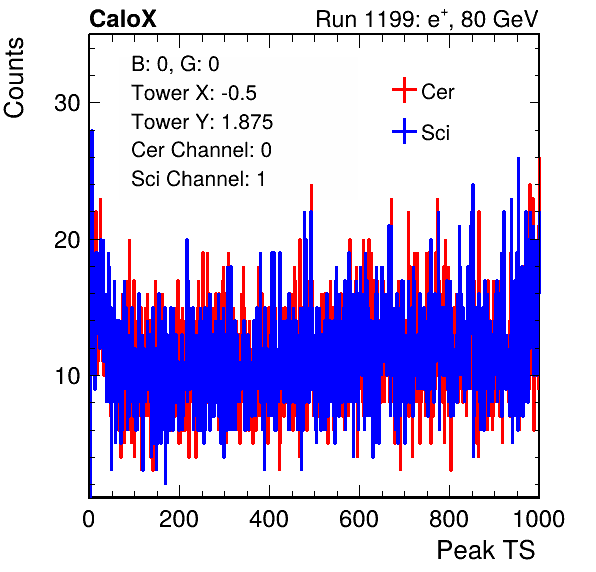 CaloX Run 1199: e+, 80 GeV
Counts
B: 0, G: 0
Tower X: -0.5
Tower Y: 1.875
Cer Channel: 0
Sci Channel: 1
Cer
Sci
30
20
10
0 200 400 600 800 1000
Peak TS